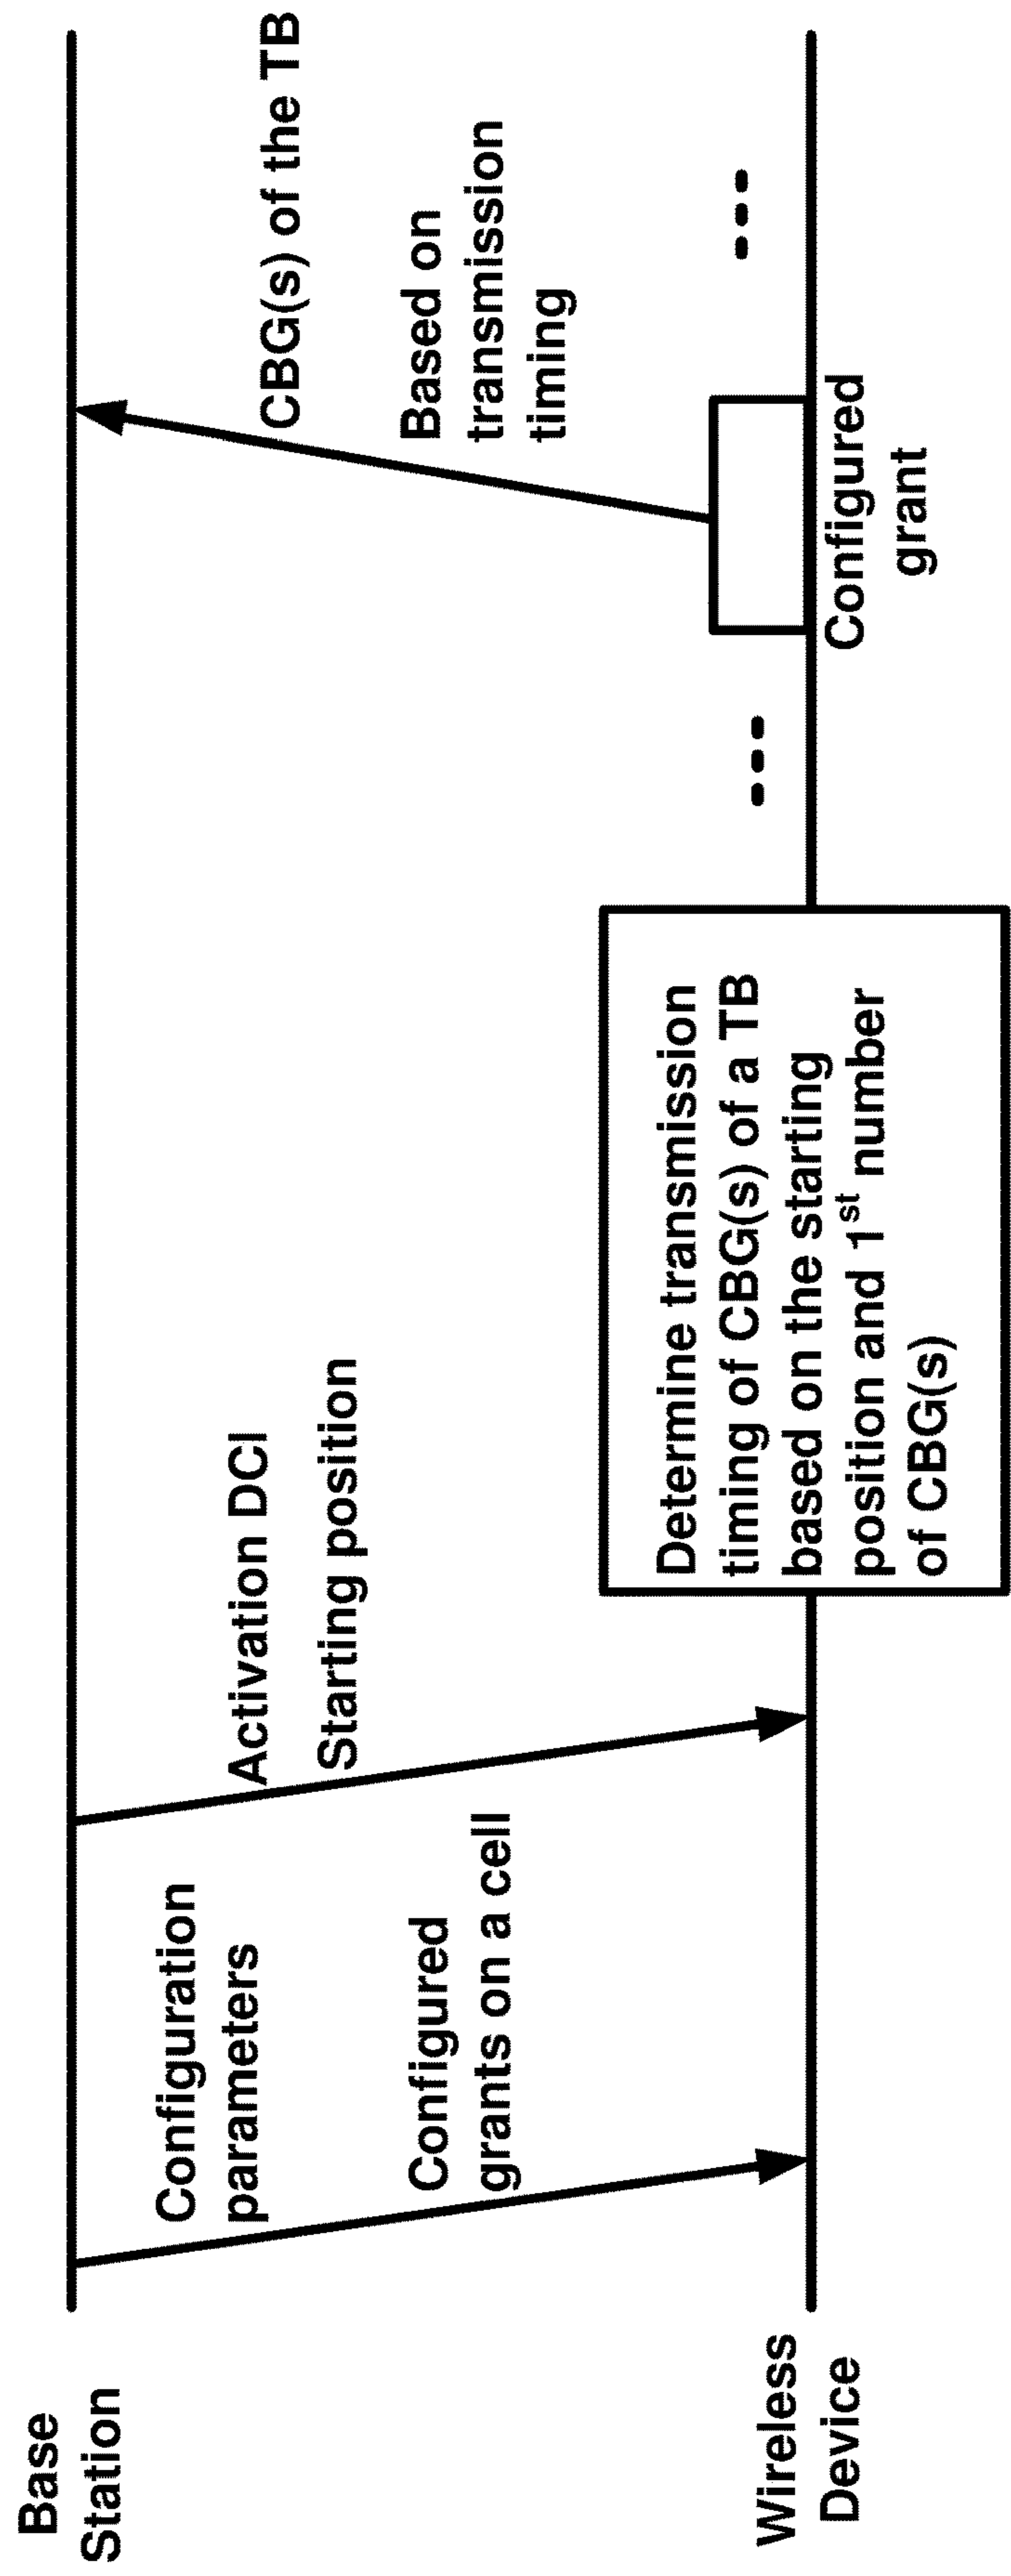 Base
Station
Wireless
Device
Configuration
parameters
Configured
grants on a cell
Activation DCI
Starting position
Determine transmission
timing of CBG(s) of a TB
based on the starting
position and 1st number
of CBG(s)
Configured
grant
CBG(s) of the TB
Based on
transmission
timing